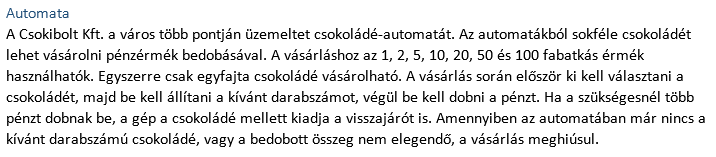 Automata
A Csokibolt Kft. a város több pontján üzemeltet csokoládé-automatát. Az automatákból sokféle csokoládét
lehet vásárolni pénzérmék bedobásával. A vásárláshoz az 1, 2, 5, 10, 20, 50 és 100 fabatkás érmék
használhatók. Egyszerre csak egyfajta csokoládé vásárolható. A vásárlás során először ki kell választani a
csokoládét, majd be kell állítani a kívánt darabszámot, végül be kell dobni a pénzt. Ha a szükségesnél több
pénzt dobnak be, a gép a csokoládé mellett kiadja a visszajárót is. Amennyiben az automatában már nincs a
kívánt darabszámú csokoládé, vagy a bedobott összeg nem elegendő, a vásárlás meghiúsul.